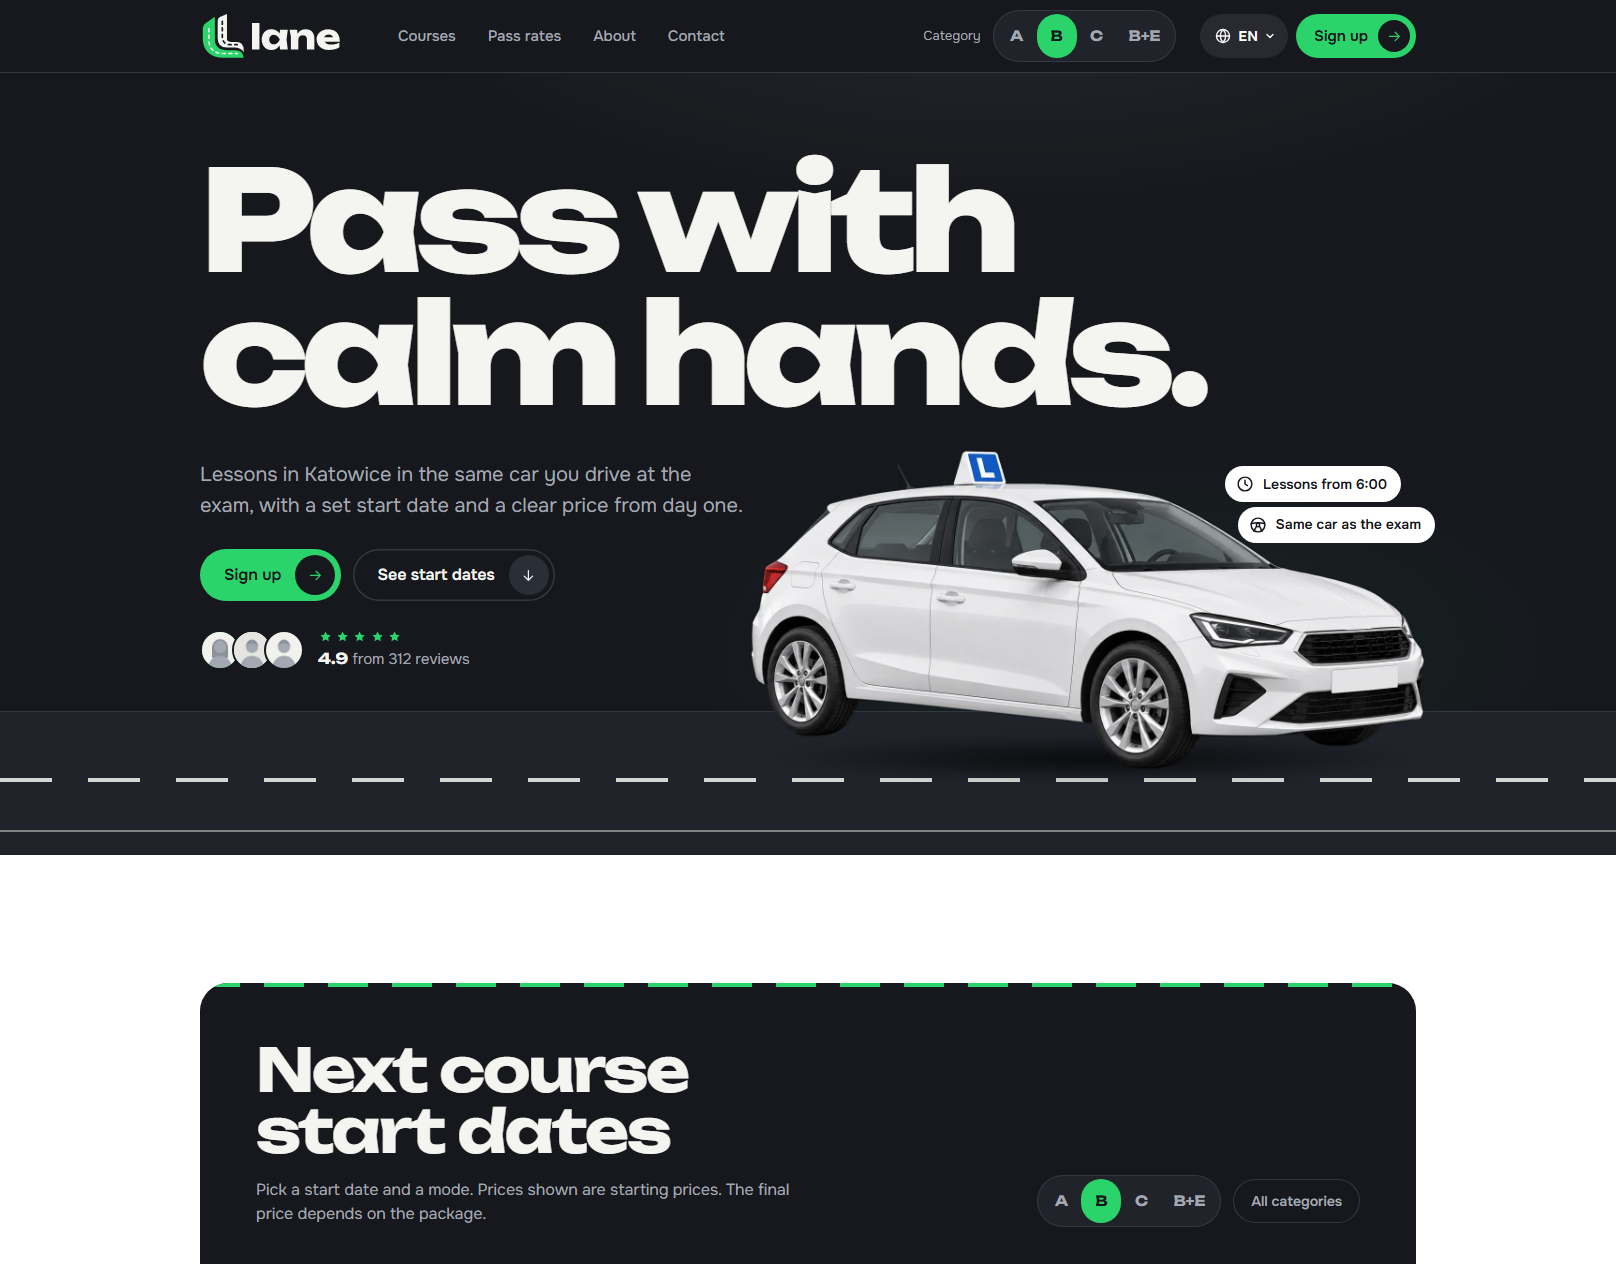 lane
Courses
Pass rates
About
Contact
Category
A
B
C
B+E
EN
Sign up
Pass with
calm hands.
Lessons in Katowice in the same car you drive at the
exam, with a set start date and a clear price from day one.
L
Lessons from 6:00
Same car as the exam
Sign up
See start dates
4.9 from 312 reviews
Next course
start dates
Pick a start date and a mode. Prices shown are starting prices. The final
price depends on the package.
A
B
C
B+E
All categories